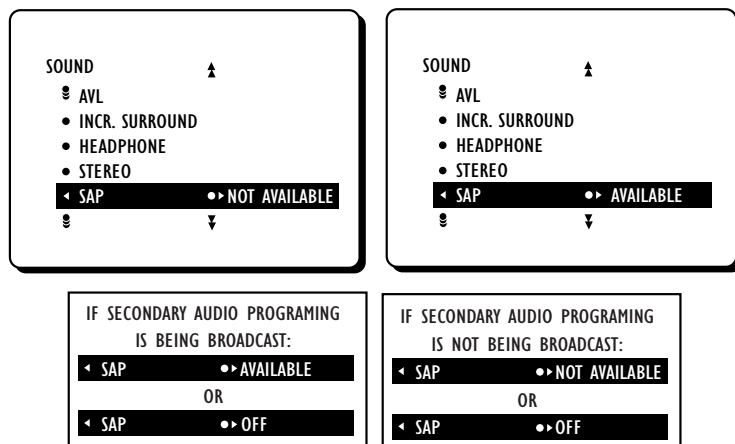 SOUND
AVL
INCR. SURROUND
HEADPHONE
STEREO
SAP NOT AVAILABLE
SOUND
AVL
INCR. SURROUND
HEADPHONE
STEREO
SAP AVAILABLE
IF SECONDARY AUDIO PROGRAMING
IS BEING BROADCAST:
SAP AVAILABLE
OR
SAP OFF
IF SECONDARY AUDIO PROGRAMING
IS NOT BEING BROADCAST:
SAP NOT AVAILABLE
OR
SAP OFF